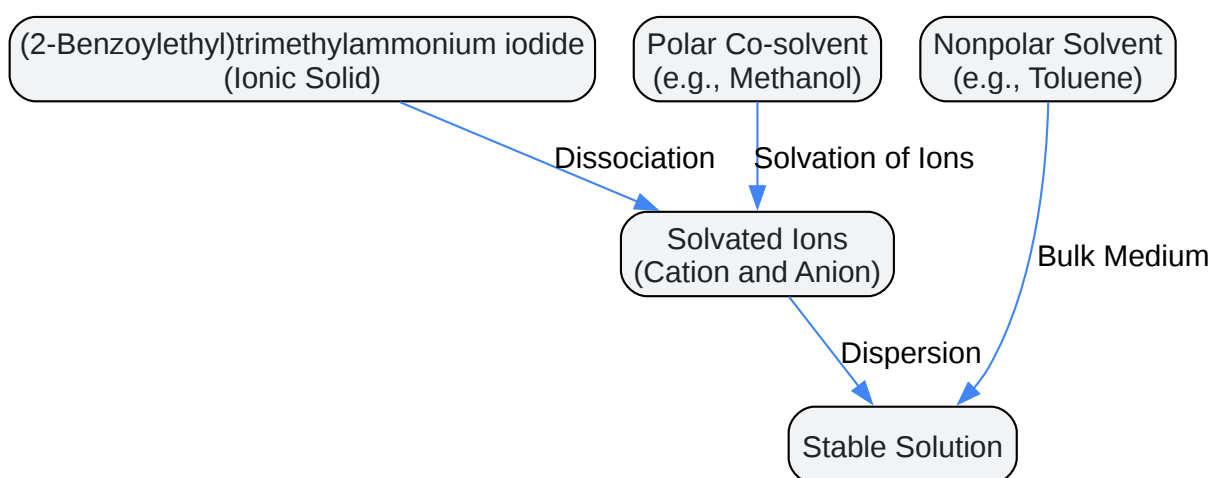 (2-Benzoylethyl)trimethylammonium iodide
(Ionic Solid)
Polar Co-solvent
(e.g., Methanol)
Nonpolar Solvent
(e.g., Toluene)
Dissociation
Solvation of Ions
Solvated Ions
(Cation and Anion)
Bulk Medium
Dispersion
Stable Solution